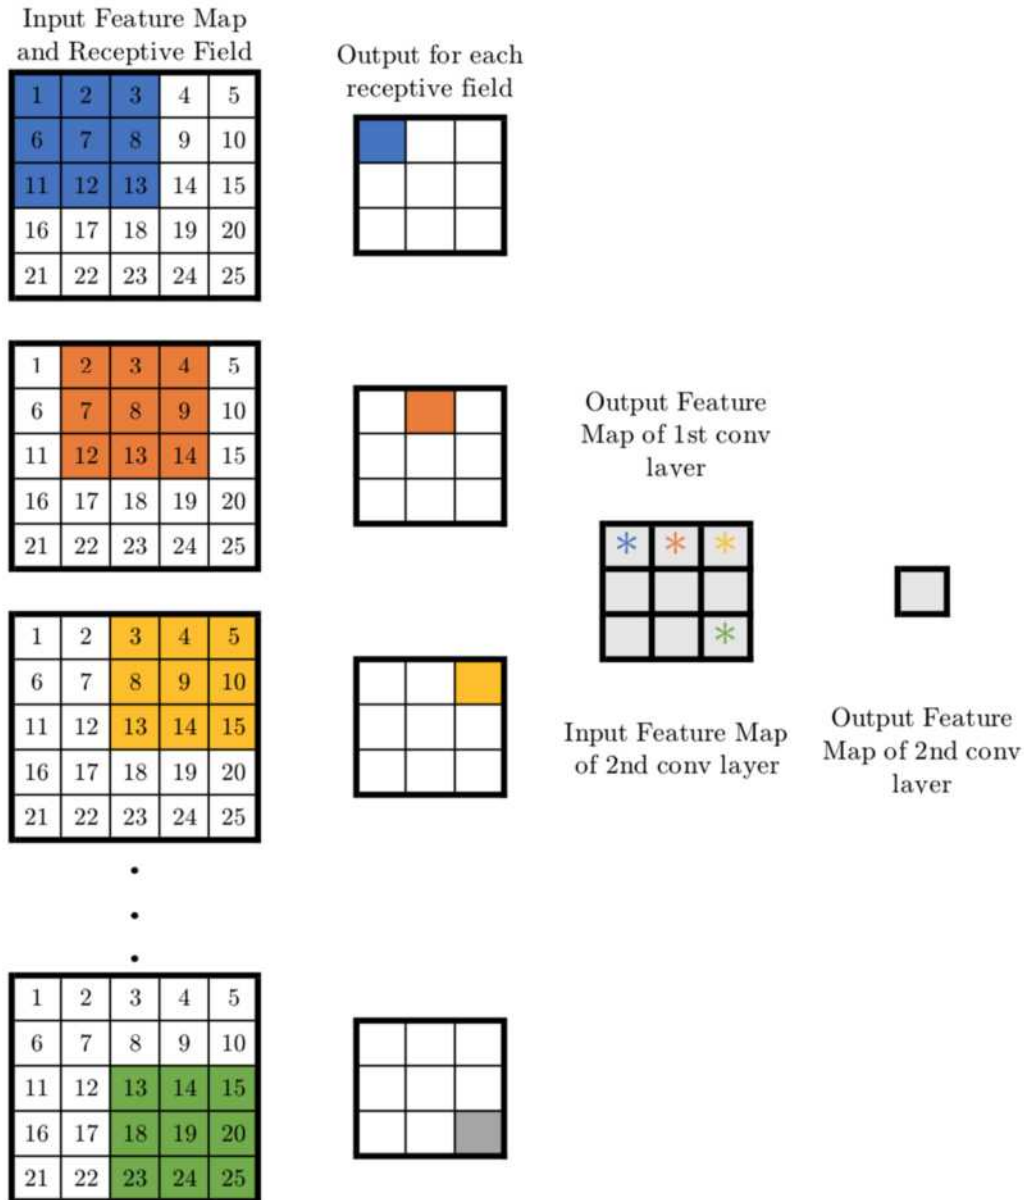 Input Feature Map
and Receptive Field
1 2 3 4 5
6 7 8 9 10
11 12 13 14 15
16 17 18 19 20
21 22 23 24 25
Output for each
receptive field
1 2 3 4 5
6 7 8 9 10
11 12 13 14 15
16 17 18 19 20
21 22 23 24 25
Output Feature
Map of 1st conv
layer
* * *
*
1 2 3 4 5
6 7 8 9 10
11 12 13 14 15
16 17 18 19 20
21 22 23 24 25
Input Feature Map
of 2nd conv layer
Output Feature
Map of 2nd conv
layer
1 2 3 4 5
6 7 8 9 10
11 12 13 14 15
16 17 18 19 20
21 22 23 24 25